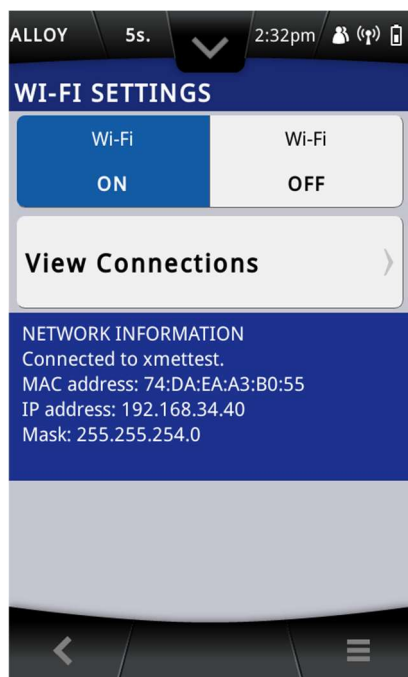 ALLOY 5s. 2:32pm
WI-FI SETTINGS
Wi-Fi Wi-Fi
ON OFF
View Connections
NETWORK INFORMATION
Connected to xmettest.
MAC address: 74:DA:EA:A3:B0:55
IP address: 192.168.34.40
Mask: 255.255.254.0